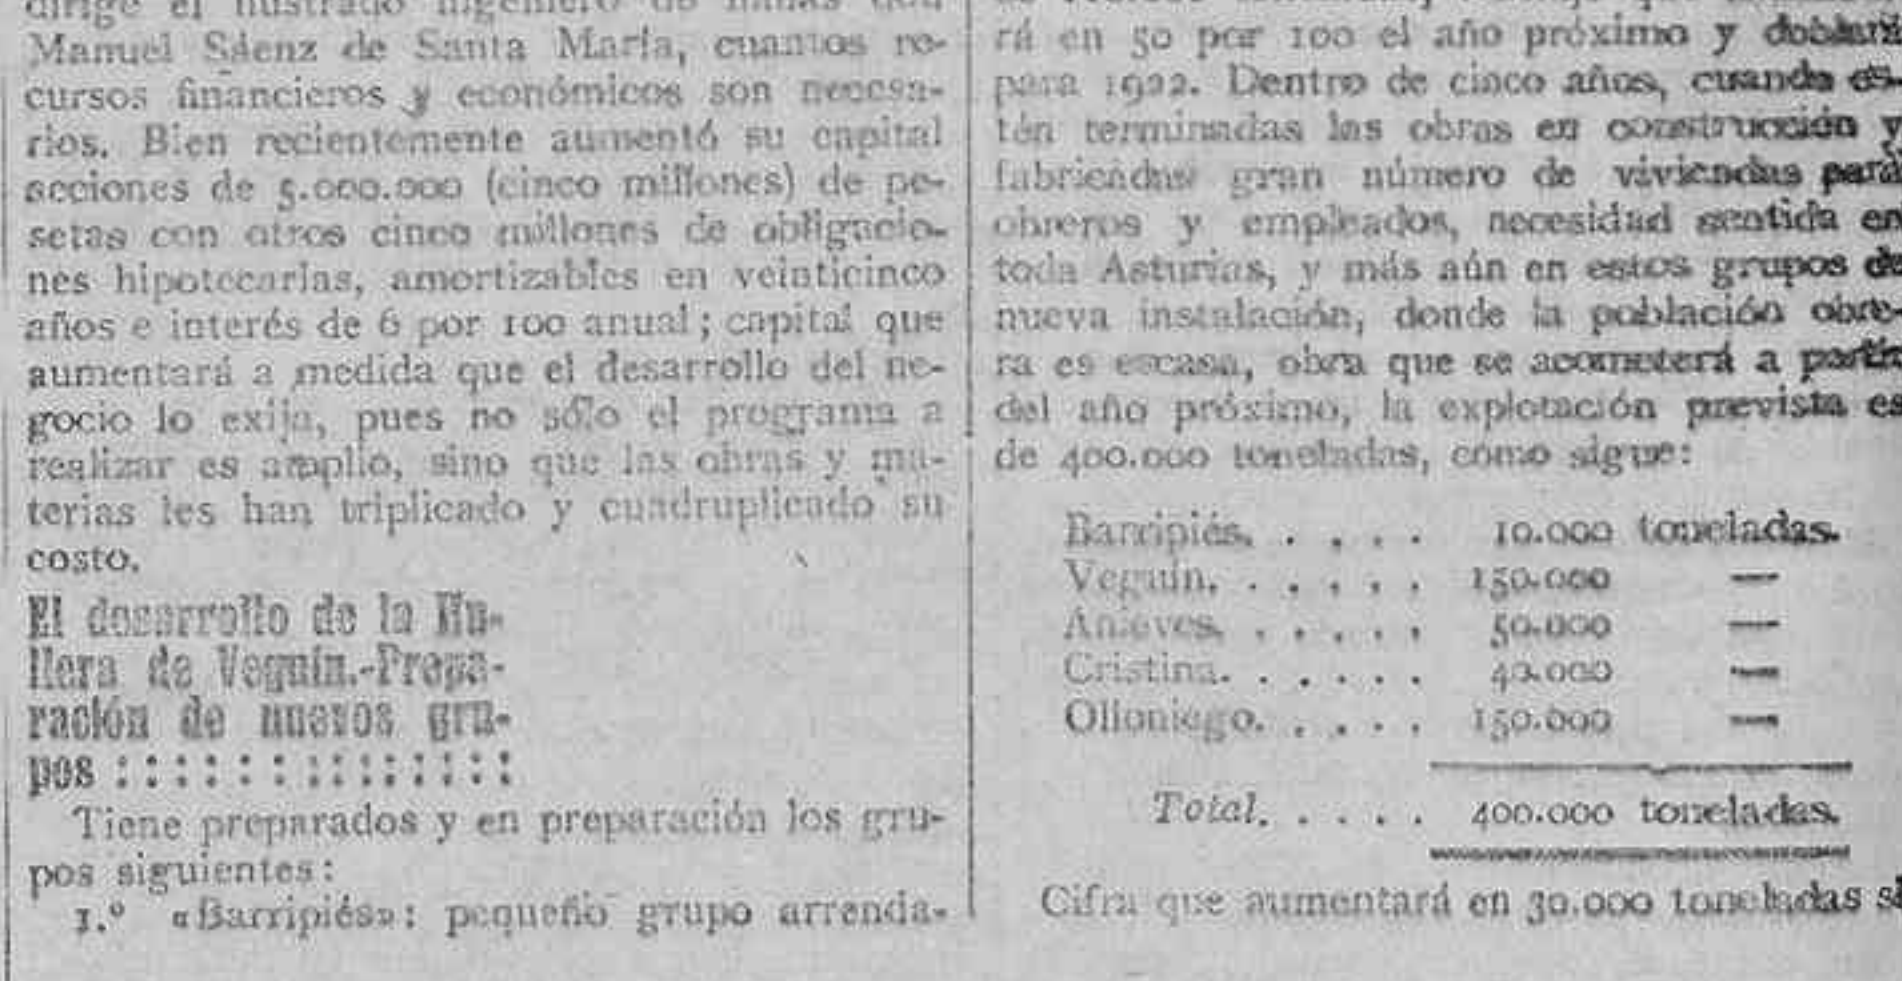 dirige el ilustrado ingeniero de minas don
Manuel Sáenz de Santa María, cuantos re-
cursos financieros y económicos son necesa-
rios. Bien recientemente aumentó su capital
acciones de 5.000.000 (cinco millones) de pe-
setas con otros cinco millones de obligacio-
nes hipotecarias, amortizables en veinticinco
años e interés de 6 por 100 anual; capital que
aumentará a medida que el desarrollo del ne-
gocio lo exija, pues no sólo el programa a
realizar es amplio, sino que las obras y ma-
terias les han triplicado y cuadruplicado su
costo.
El desarrollo de la Hu-
llera de Veguín.-Prepa-
ración de nuevos gru-
pos : : : : : : : : : : : : : :
Tiene preparados y en preparación los gru-
pos siguientes:
1.º «Barripiés»: pequeño grupo arrenda-
rá en 50 por 100 el año próximo y doblará
para 1922. Dentro de cinco años, cuando es-
tén terminadas las obras en construcción y
fabricadas gran número de viviendas para
obreros y empleados, necesidad sentida en
toda Asturias, y más aún en estos grupos de
nueva instalación, donde la población obre-
ra es escasa, obra que se acometerá a partir
del año próximo, la explotación prevista es
de 400.000 toneladas, como sigue:
Barripiés. . . . . 10.000 toneladas.
Veguín. . . . . . 150.000 —
Anieves. . . . . . 50.000 —
Cristina. . . . . . 40.000 —
Olloniego. . . . . 150.000 —
Total. . . . . 400.000 toneladas.
Cifra que aumentará en 30.000 toneladas si